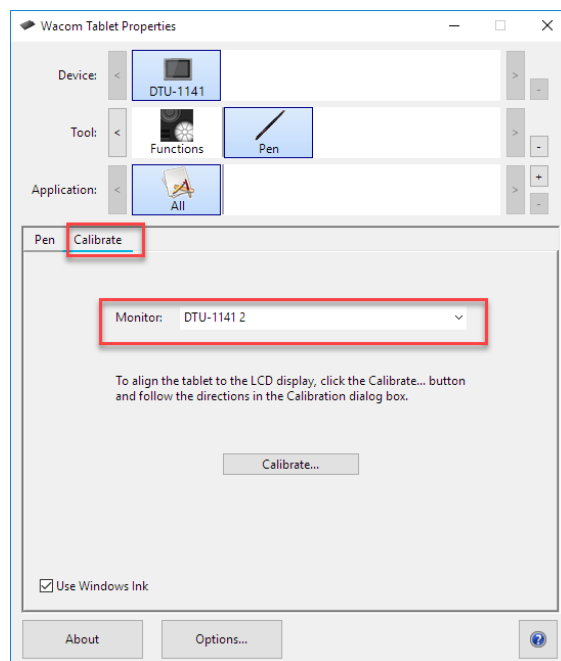 Wacom Tablet Properties
Device:
DTU-1141
Tool:
Functions
Pen
Application:
All
Pen
Calibrate
Monitor:
DTU-1141 2
To align the tablet to the LCD display, click the Calibrate... button
and follow the directions in the Calibration dialog box.
Calibrate...
Use Windows Ink
About
Options...